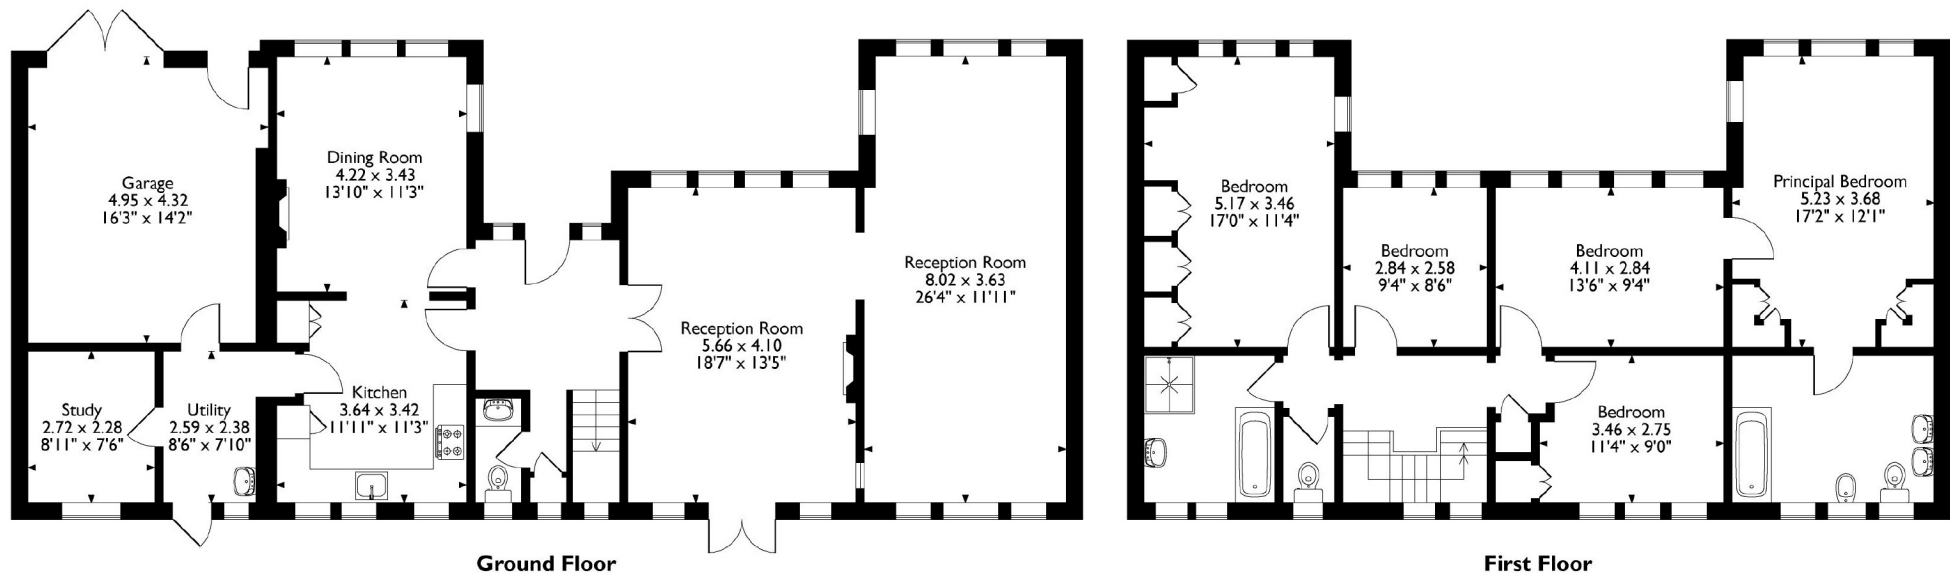 Garage
4.95 x 4.32
16'3" x 14'2"
Dining Room
4.22 x 3.43
13'10" x 11'3"
Study
2.72 x 2.28
8'11" x 7'6"
Utility
2.59 x 2.38
8'6" x 7'10"
Kitchen
3.64 x 3.42
11'11" x 11'3"
Reception Room
5.66 x 4.10
18'7" x 13'5"
Reception Room
8.02 x 3.63
26'4" x 11'11"
Ground Floor
Bedroom
5.17 x 3.46
17'0" x 11'4"
Bedroom
2.84 x 2.58
9'4" x 8'6"
Bedroom
4.11 x 2.84
13'6" x 9'4"
Principal Bedroom
5.23 x 3.68
17'2" x 12'1"
Bedroom
3.46 x 2.75
11'4" x 9'0"
First Floor